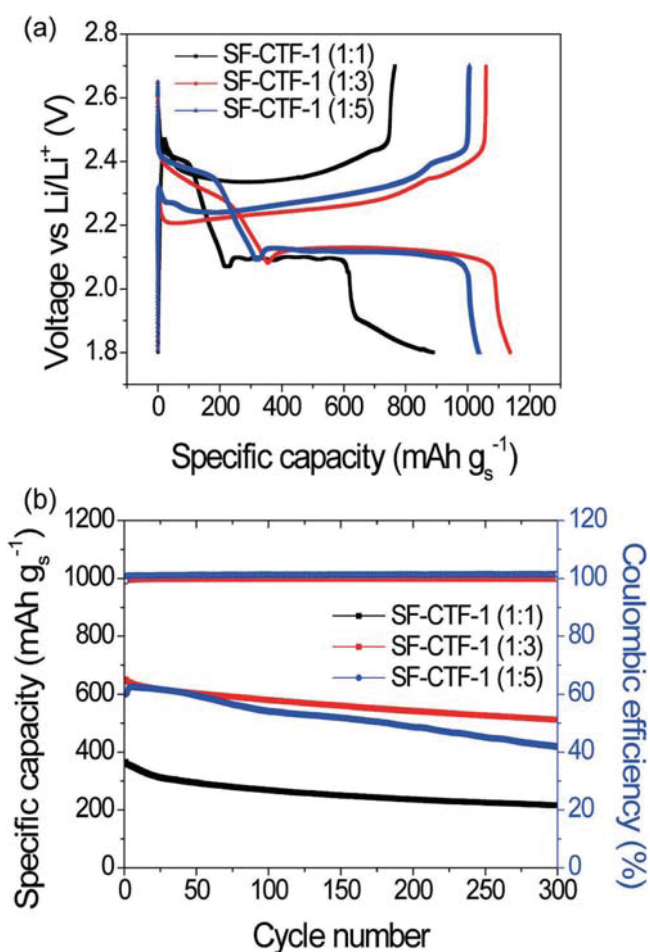 (a)
2.8
2.6
2.4
2.2
2.0
1.8
Voltage vs Li/Li⁺ (V)
SF-CTF-1 (1:1)
SF-CTF-1 (1:3)
SF-CTF-1 (1:5)
0 200 400 600 800 1000 1200
Specific capacity (mAh gₛ⁻¹)
(b)
1200
1000
800
600
400
200
0
Specific capacity (mAh gₛ⁻¹)
SF-CTF-1 (1:1)
SF-CTF-1 (1:3)
SF-CTF-1 (1:5)
120
100
80
60
40
20
0
Coulombic efficiency (%)
0 50 100 150 200 250 300
Cycle number